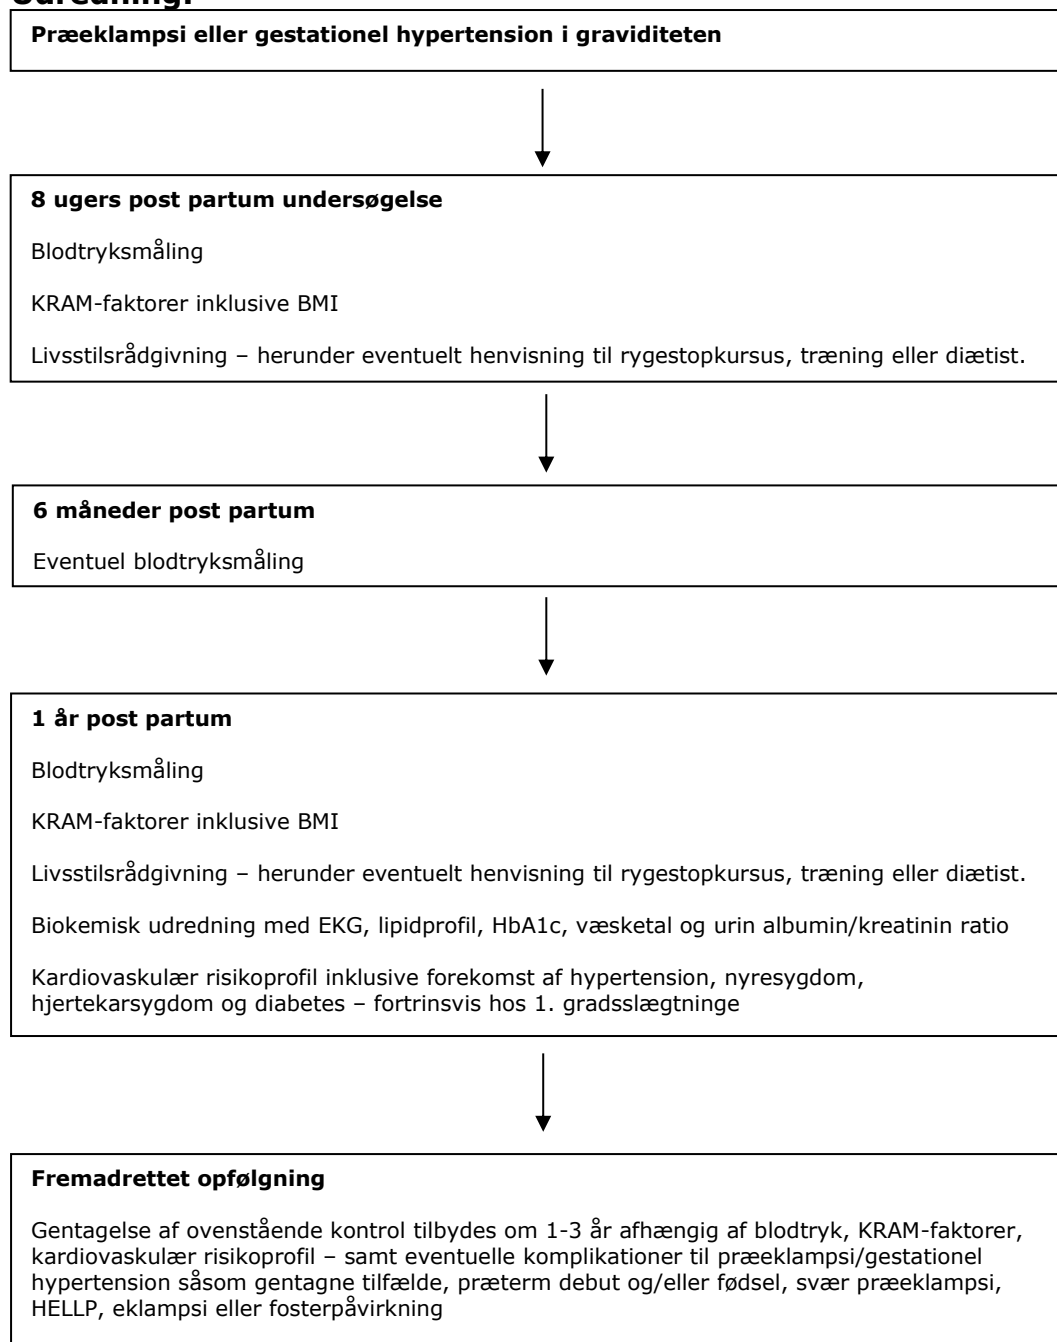 Udredning:
Præeklampsi eller gestationel hypertension i graviditeten
8 ugers post partum undersøgelse
Blodtryksmåling
KRAM-faktorer inklusive BMI
Livsstilsrådgivning – herunder eventuelt henvisning til rygestopkursus, træning eller diætist.
6 måneder post partum
Eventuel blodtryksmåling
1 år post partum
Blodtryksmåling
KRAM-faktorer inklusive BMI
Livsstilsrådgivning – herunder eventuelt henvisning til rygestopkursus, træning eller diætist.
Biokemisk udredning med EKG, lipidprofil, HbA1c, væsketal og urin albumin/kreatinin ratio
Kardiovaskulær risikoprofil inklusive forekomst af hypertension, nyresygdom,
hjertekarsygdom og diabetes – fortrinsvis hos 1. gradsslægtninge
Fremadrettet opfølgning
Gentagelse af ovenstående kontrol tilbydes om 1-3 år afhængig af blodtryk, KRAM-faktorer,
kardiovaskulær risikoprofil – samt eventuelle komplikationer til præeklampsi/gestationel
hypertension såsom gentagne tilfælde, præterm debut og/eller fødsel, svær præeklampsi,
HELLP, eklampsi eller fosterpåvirkning